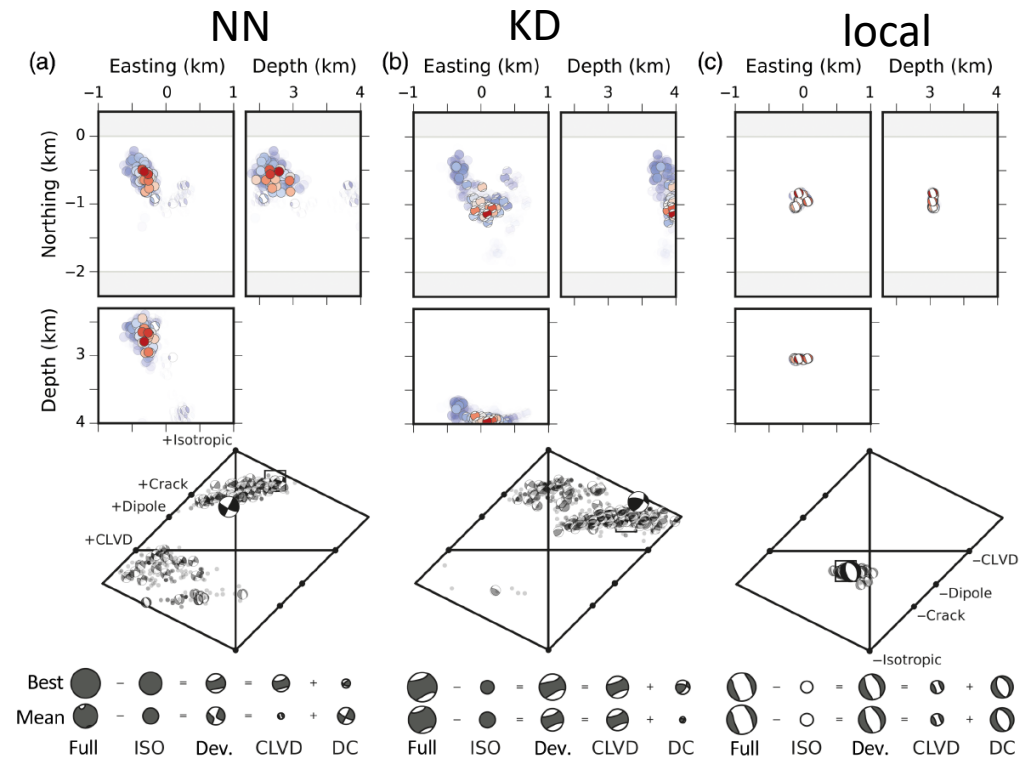 NN KD local
(a) Easting (km) Depth (km) (b) Easting (km) Depth (km) (c) Easting (km) Depth (km)
−1 0 1 3 4 −1 0 1 3 4 −1 0 1 3 4
0
−1
−2
Northing (km)
3
4
Depth (km)
+Isotropic
+Crack
+Dipole
+CLVD
−CLVD
−Dipole
−Crack
−Isotropic
Best − = + − = = + − = = +
Mean − = = + − = = + − = = +
Full ISO Dev. CLVD DC Full ISO Dev. CLVD DC Full ISO Dev. CLVD DC